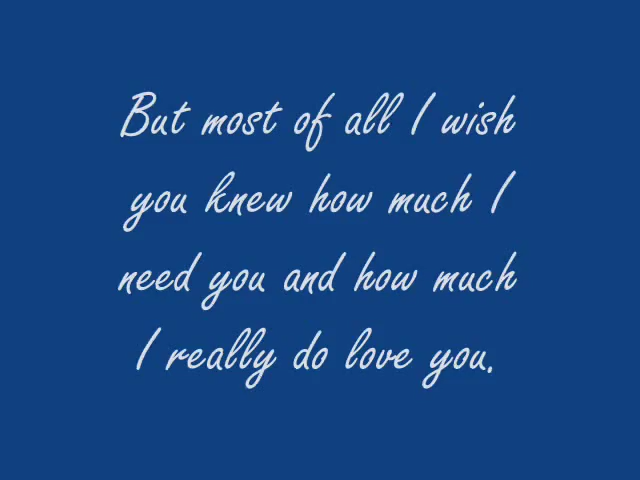 But most of all I wish
you knew how much I
need you and how much
I really do love you.